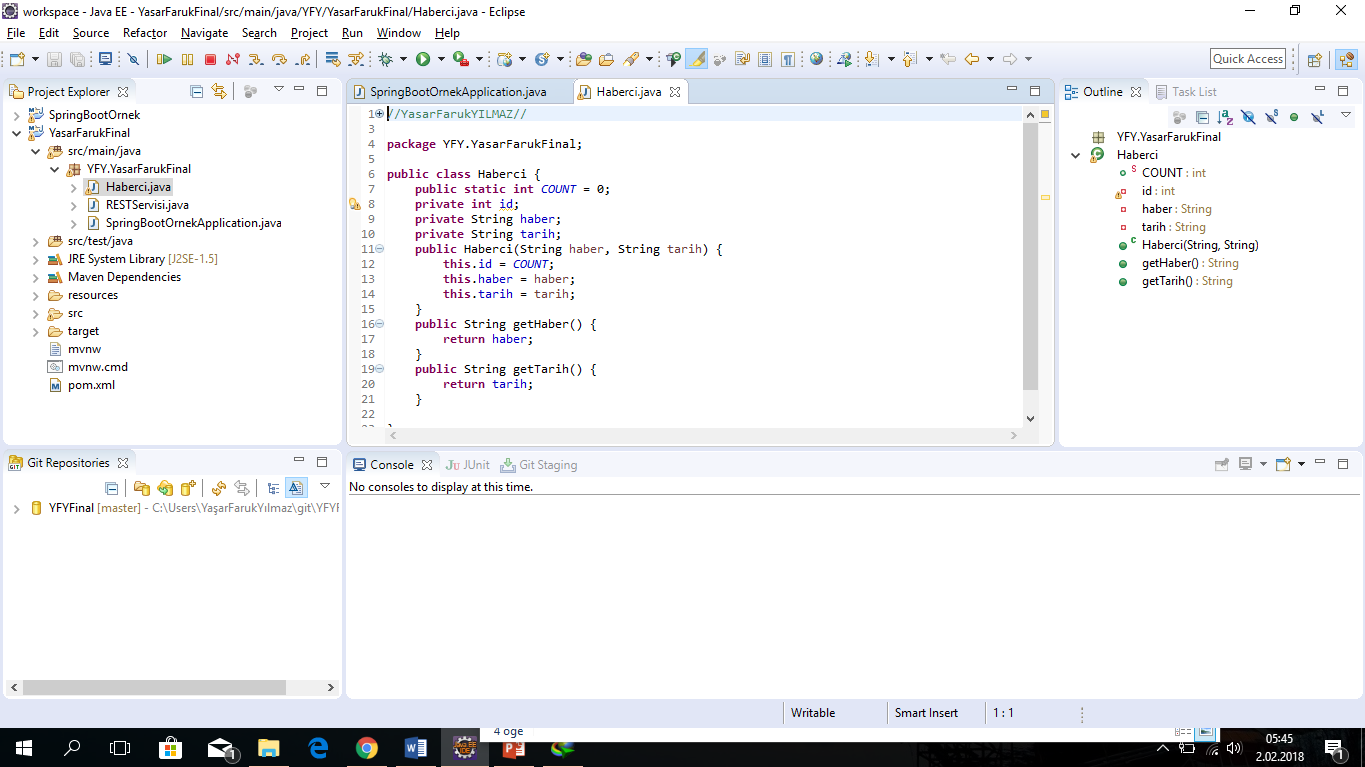 workspace - Java EE - YasarFarukFinal/src/main/java/YFY/YasarFarukFinal/Haberci.java - Eclipse
File Edit Source Refactor Navigate Search Project Run Window Help
Quick Access
Project Explorer
SpringBootOrnek
YasarFarukFinal
src/main/java
YFY.YasarFarukFinal
Haberci.java
RESTServisi.java
SpringBootOrnekApplication.java
src/test/java
JRE System Library [J2SE-1.5]
Maven Dependencies
resources
src
target
mvnw
mvnw.cmd
pom.xml
SpringBootOrnekApplication.java Haberci.java
1 //YasarFarukYILMAZ//
3
4 package YFY.YasarFarukFinal;
5
6 public class Haberci {
7 public static int COUNT = 0;
8 private int id;
9 private String haber;
10 private String tarih;
11 public Haberci(String haber, String tarih) {
12 this.id = COUNT;
13 this.haber = haber;
14 this.tarih = tarih;
15 }
16 public String getHaber() {
17 return haber;
18 }
19 public String getTarih() {
20 return tarih;
21 }
22
Outline Task List
YFY.YasarFarukFinal
Haberci
COUNT : int
id : int
haber : String
tarih : String
Haberci(String, String)
getHaber() : String
getTarih() : String
Git Repositories
YFYFinal [master] - C:\Users\YaşarFarukYılmaz\git\YFYF
Console JUnit Git Staging
No consoles to display at this time.
Writable Smart Insert 1 : 1
4 oge
05:45
2.02.2018